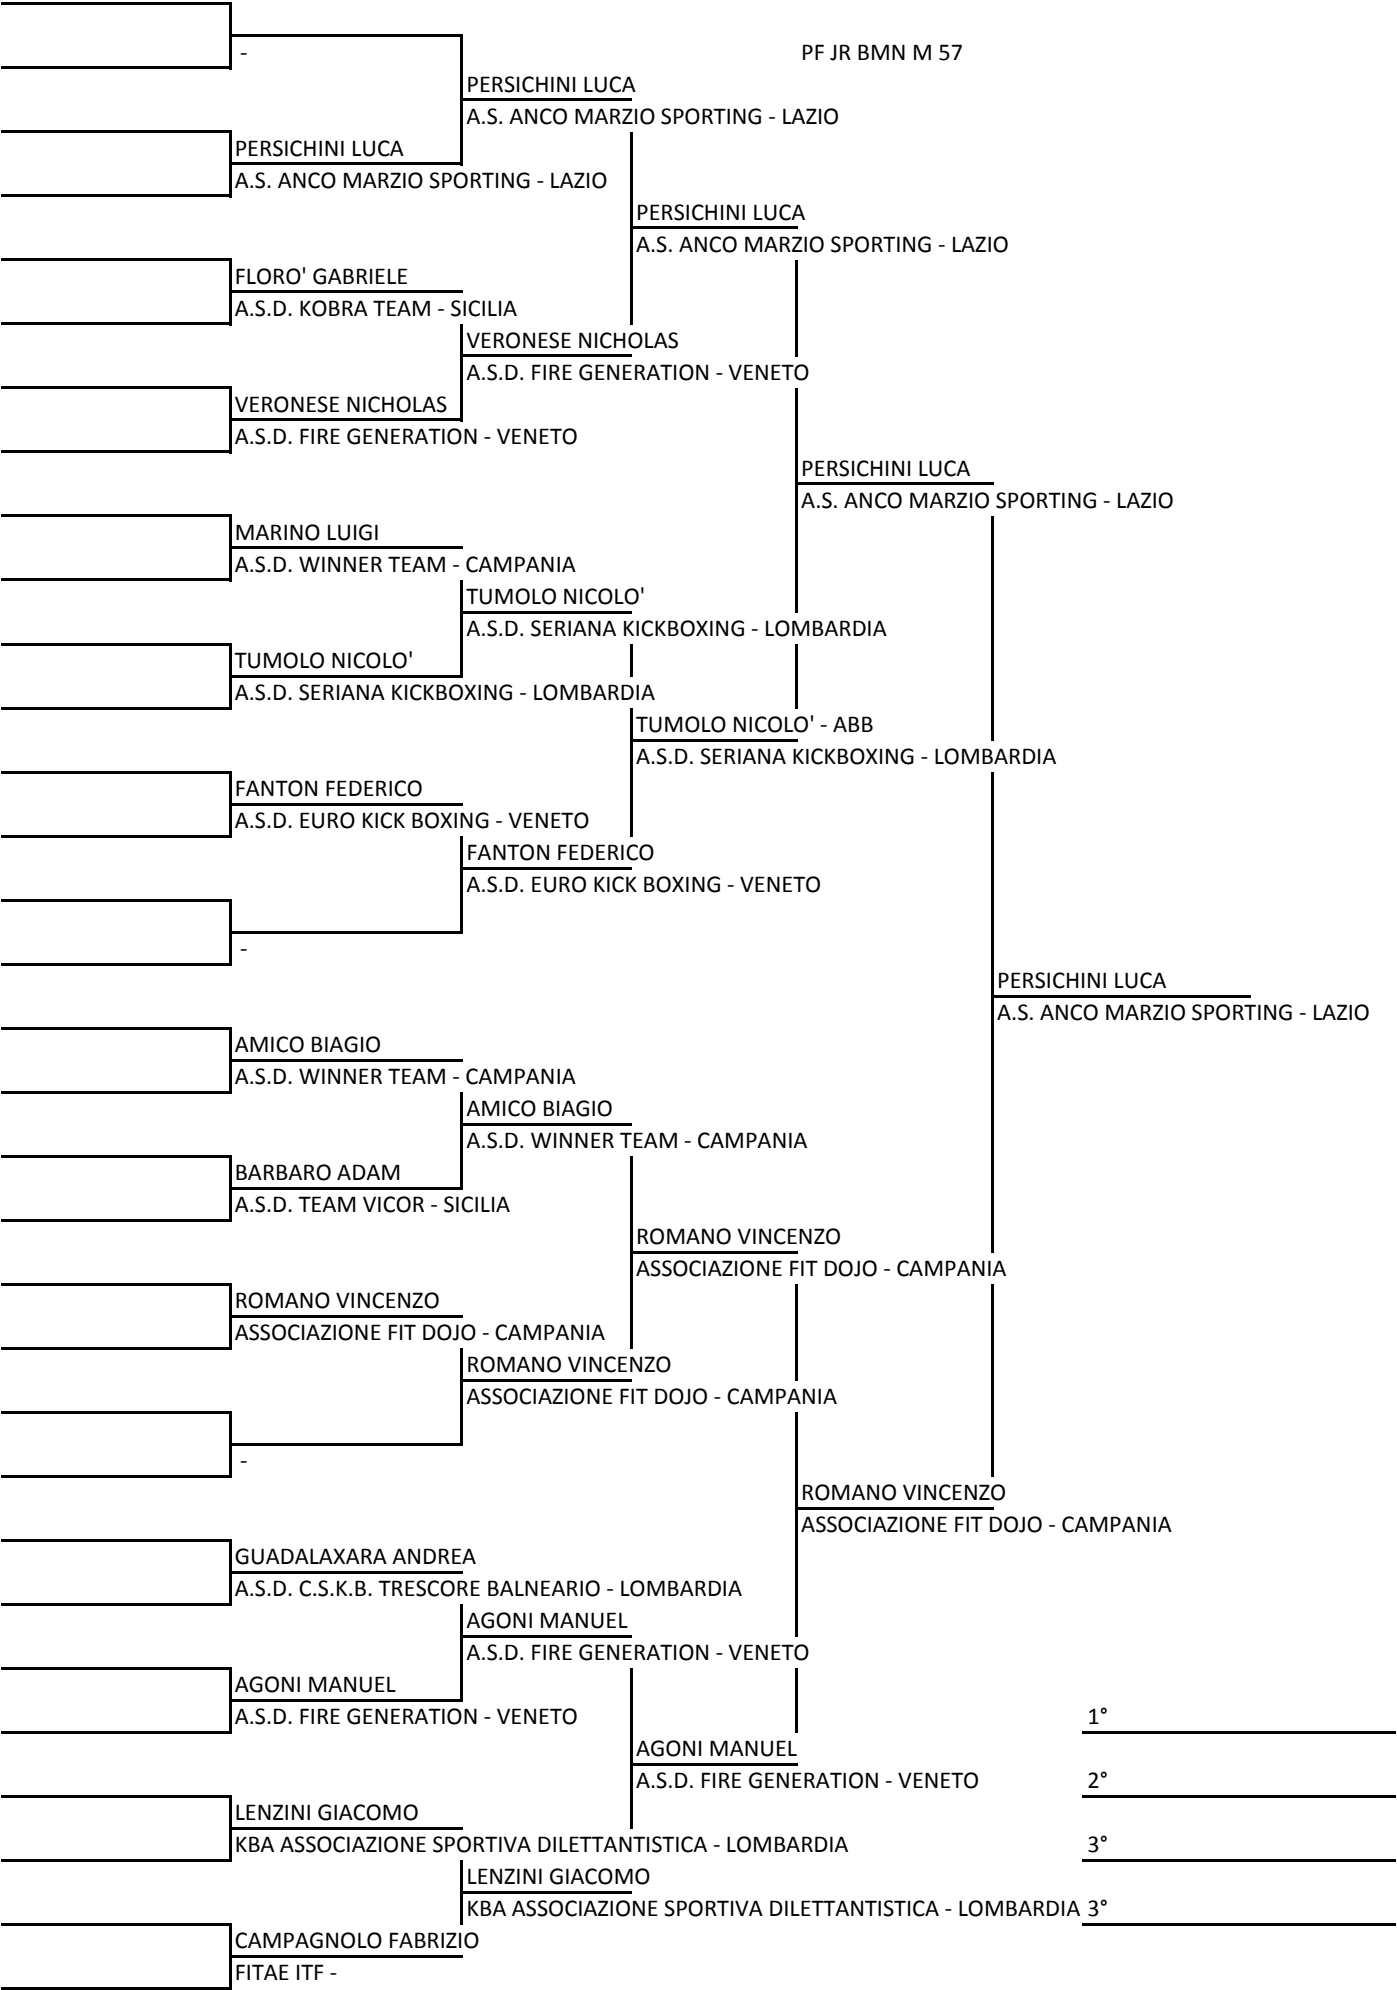 -
PF JR BMN M 57
PERSICHINI LUCA
A.S. ANCO MARZIO SPORTING - LAZIO
PERSICHINI LUCA
A.S. ANCO MARZIO SPORTING - LAZIO
PERSICHINI LUCA
A.S. ANCO MARZIO SPORTING - LAZIO
FLORO' GABRIELE
A.S.D. KOBRA TEAM - SICILIA
VERONESE NICHOLAS
A.S.D. FIRE GENERATION - VENETO
VERONESE NICHOLAS
A.S.D. FIRE GENERATION - VENETO
PERSICHINI LUCA
A.S. ANCO MARZIO SPORTING - LAZIO
MARINO LUIGI
A.S.D. WINNER TEAM - CAMPANIA
TUMOLO NICOLO'
A.S.D. SERIANA KICKBOXING - LOMBARDIA
TUMOLO NICOLO'
A.S.D. SERIANA KICKBOXING - LOMBARDIA
TUMOLO NICOLO' - ABB
A.S.D. SERIANA KICKBOXING - LOMBARDIA
FANTON FEDERICO
A.S.D. EURO KICK BOXING - VENETO
FANTON FEDERICO
A.S.D. EURO KICK BOXING - VENETO
-
PERSICHINI LUCA
A.S. ANCO MARZIO SPORTING - LAZIO
AMICO BIAGIO
A.S.D. WINNER TEAM - CAMPANIA
AMICO BIAGIO
A.S.D. WINNER TEAM - CAMPANIA
BARBARO ADAM
A.S.D. TEAM VICOR - SICILIA
ROMANO VINCENZO
ASSOCIAZIONE FIT DOJO - CAMPANIA
ROMANO VINCENZO
ASSOCIAZIONE FIT DOJO - CAMPANIA
ROMANO VINCENZO
ASSOCIAZIONE FIT DOJO - CAMPANIA
-
ROMANO VINCENZO
ASSOCIAZIONE FIT DOJO - CAMPANIA
GUADALAXARA ANDREA
A.S.D. C.S.K.B. TRESCORE BALNEARIO - LOMBARDIA
AGONI MANUEL
A.S.D. FIRE GENERATION - VENETO
AGONI MANUEL
A.S.D. FIRE GENERATION - VENETO
1°
AGONI MANUEL
A.S.D. FIRE GENERATION - VENETO
2°
LENZINI GIACOMO
KBA ASSOCIAZIONE SPORTIVA DILETTANTISTICA - LOMBARDIA
3°
LENZINI GIACOMO
KBA ASSOCIAZIONE SPORTIVA DILETTANTISTICA - LOMBARDIA
3°
CAMPAGNOLO FABRIZIO
FITAE ITF -